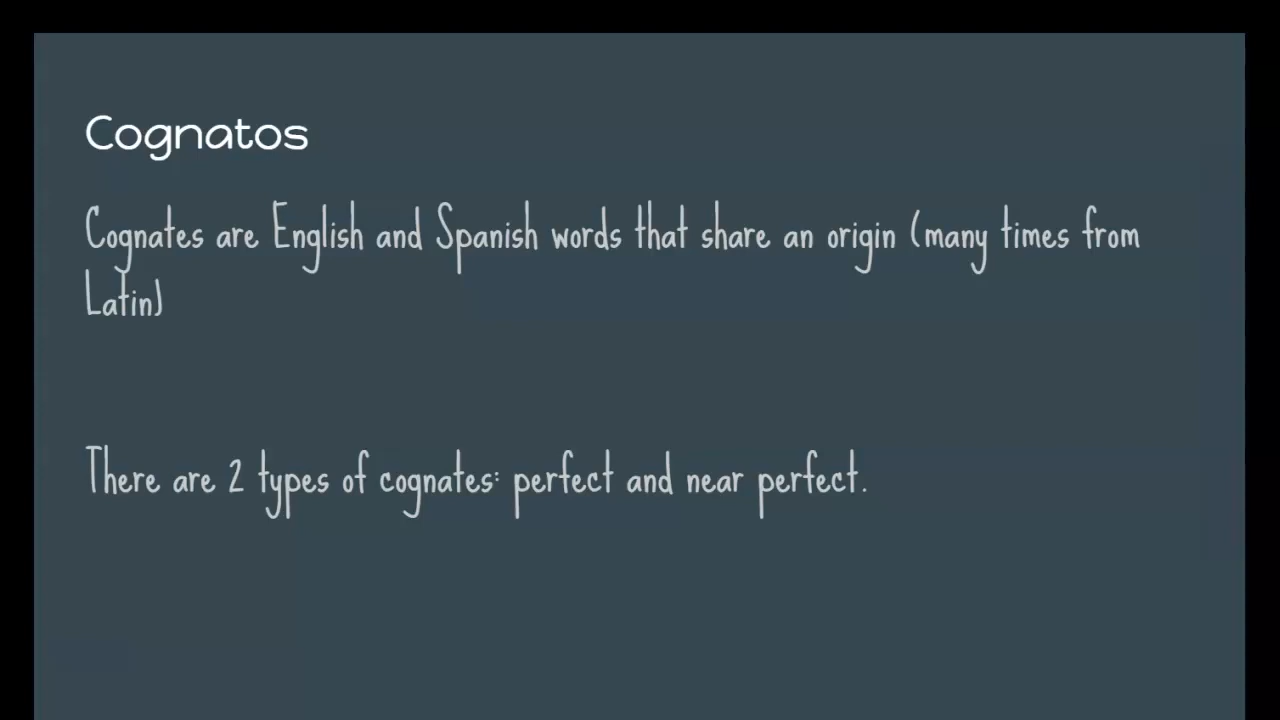 Cognatos
Cognates are English and Spanish words that share an origin (many times from
Latin)
There are 2 types of cognates: perfect and near perfect.